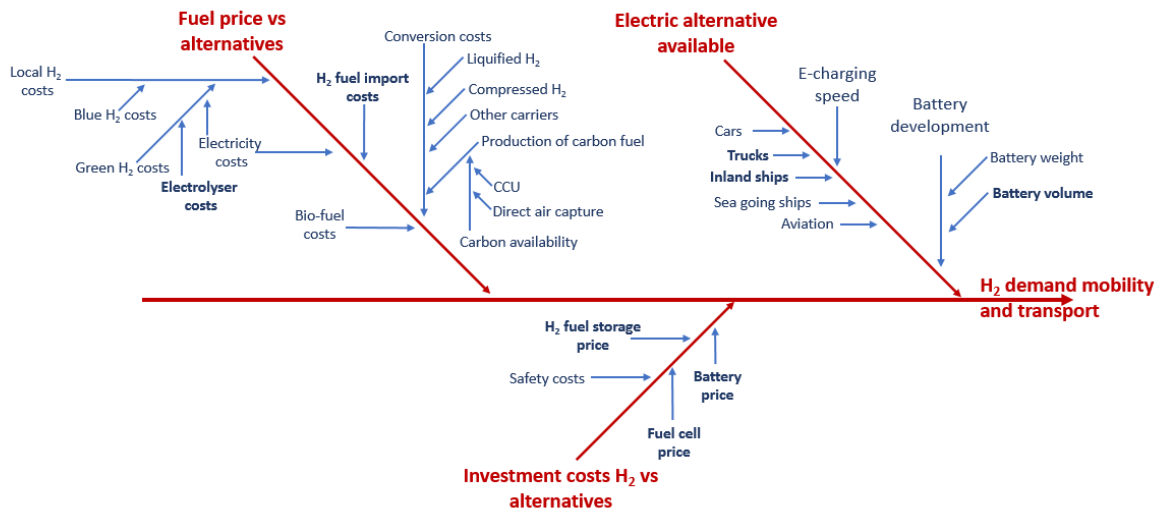 Fuel price vs
alternatives
Electric alternative
available
Conversion costs
Liquified H₂
Local H₂
costs
H₂ fuel import
costs
E-charging
speed
Compressed H₂
Blue H₂ costs
Other carriers
Battery
development
Cars
Electricity
costs
Production of carbon fuel
Trucks
Battery weight
Green H₂ costs
Inland ships
Electrolyser
costs
CCU
Battery volume
Direct air capture
Sea going ships
Bio-fuel
costs
Aviation
Carbon availability
H₂ demand mobility
and transport
H₂ fuel storage
price
Safety costs
Battery
price
Fuel cell
price
Investment costs H₂ vs
alternatives